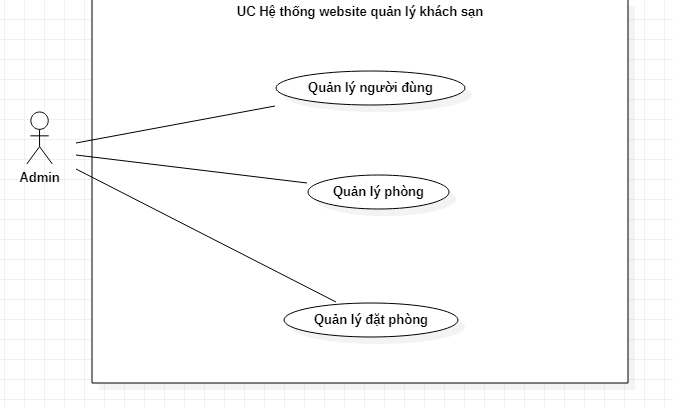 UC Hệ thống website quản lý khách sạn
Quản lý người đùng
Quản lý phòng
Admin
Quản lý đặt phòng